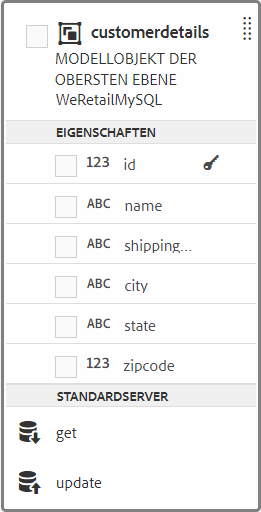 customerdetails
MODELLOBJEKT DER
OBERSTEN EBENE
WeRetailMySQL
EIGENSCHAFTEN
123 id
ABC name
ABC shipping...
ABC city
ABC state
123 zipcode
STANDARDSERVER
get
update